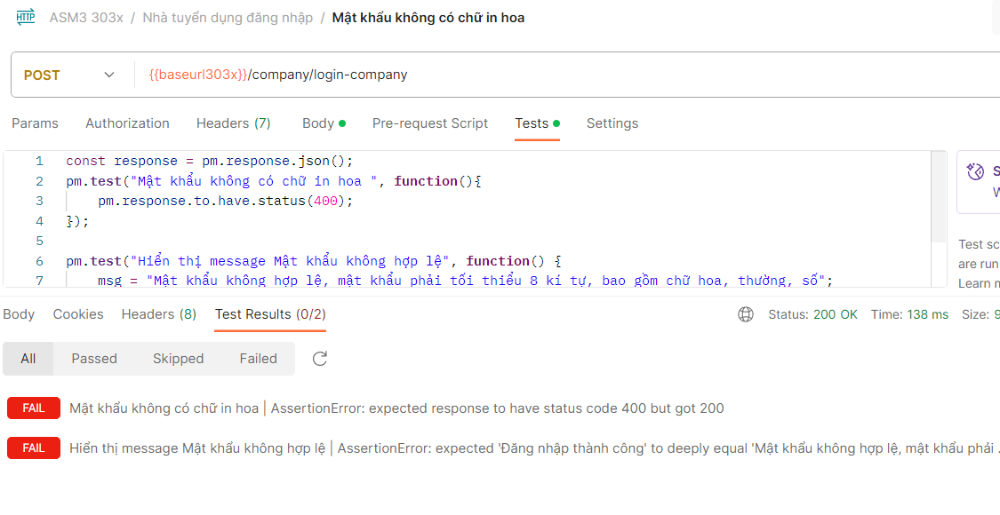 HTTP ASM3 303x / Nhà tuyển dụng đăng nhập / Mật khẩu không có chữ in hoa
POST {{baseurl303x}}/company/login-company
Params Authorization Headers (7) Body Pre-request Script Tests Settings
1 const response = pm.response.json();
2 pm.test("Mật khẩu không có chữ in hoa ", function(){
3 pm.response.to.have.status(400);
4 });
5
6 pm.test("Hiển thị message Mật khẩu không hợp lệ", function() {
7 msg = "Mật khẩu không hợp lệ, mật khẩu phải tối thiểu 8 kí tự, bao gồm chữ hoa, thường, số";
S
W
Test sc
are run
Learn m
Body Cookies Headers (8) Test Results (0/2) Status: 200 OK Time: 138 ms Size: 9
All Passed Skipped Failed
FAIL Mật khẩu không có chữ in hoa | AssertionError: expected response to have status code 400 but got 200
FAIL Hiển thị message Mật khẩu không hợp lệ | AssertionError: expected 'Đăng nhập thành công' to deeply equal 'Mật khẩu không hợp lệ, mật khẩu phải .